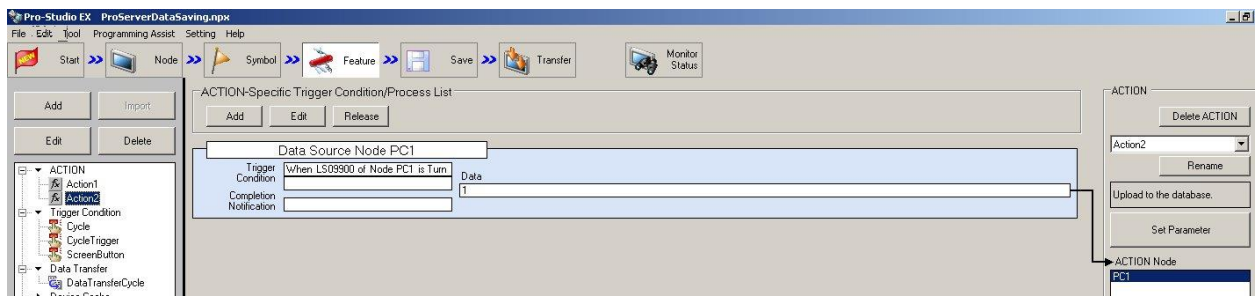 Pro-Studio EX ProServerDataSaving.npx
File Edit Tool Programming Assist Setting Help
NEW Start Node Symbol Feature Save Transfer Monitor Status
Add Import
Edit Delete
ACTION
Action1
Action2
Trigger Condition
Cycle
CycleTrigger
ScreenButton
Data Transfer
DataTransferCycle
ACTION-Specific Trigger Condition/Process List
Add Edit Release
Data Source Node PC1
Trigger Condition When LS09900 of Node PC1 is Turn
Data
1
Completion Notification
ACTION
Delete ACTION
Action2
Rename
Upload to the database.
Set Parameter
ACTION Node
PC1